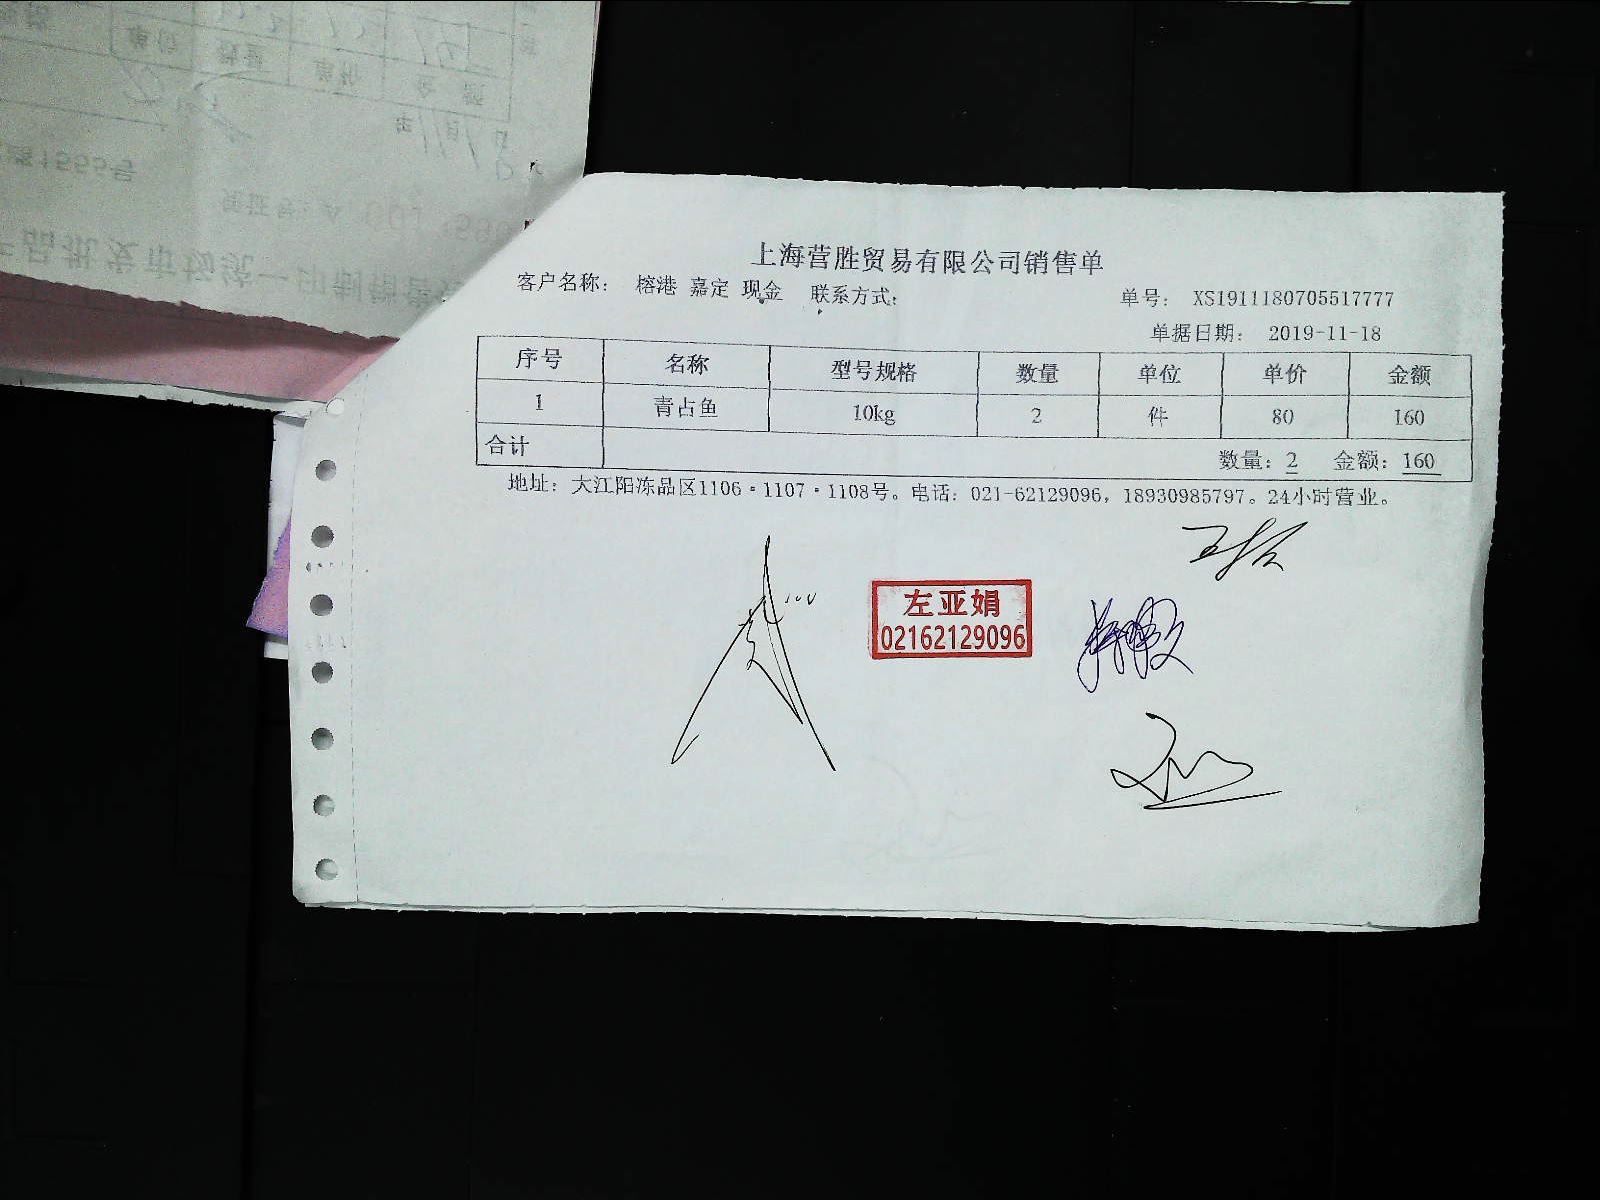 上海营胜贸易有限公司销售单
客户名称： 榕港 嘉定 现金 联系方式：
单号： XS1911180705517777
单据日期： 2019-11-18
序号 名称 型号规格 数量 单位 单价 金额
1 青占鱼 10kg 2 件 80 160
合计 数量：2 金额：160
地址：大江阳冻品区1106·1107·1108号。电话：021-62129096，18930985797。24小时营业。
左亚娟
02162129096